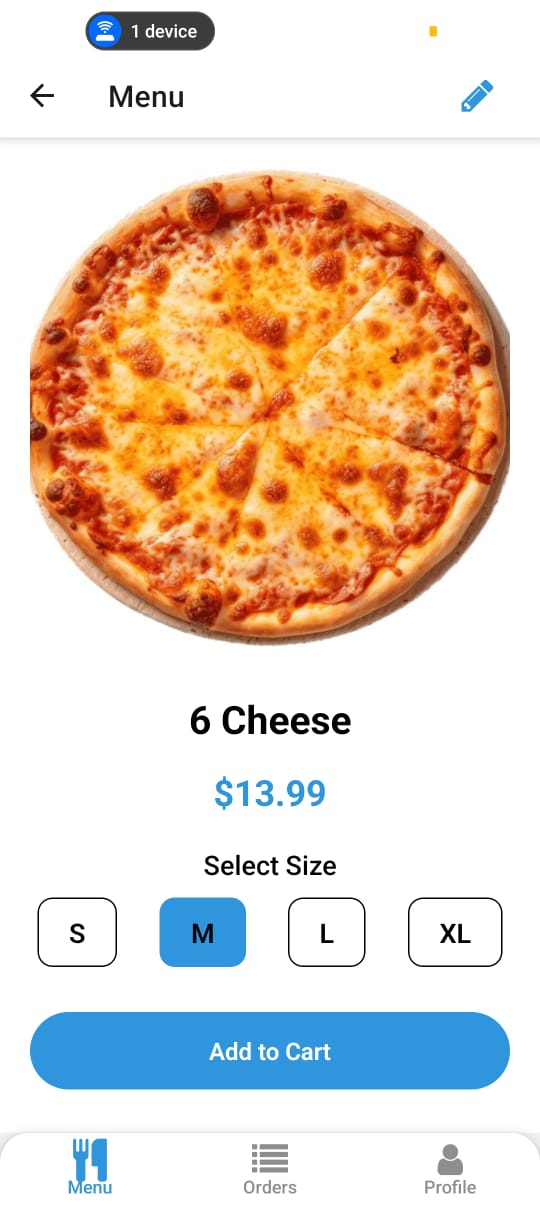 1 device
Menu
6 Cheese
$13.99
Select Size
S M L XL
Add to Cart
Menu Orders Profile